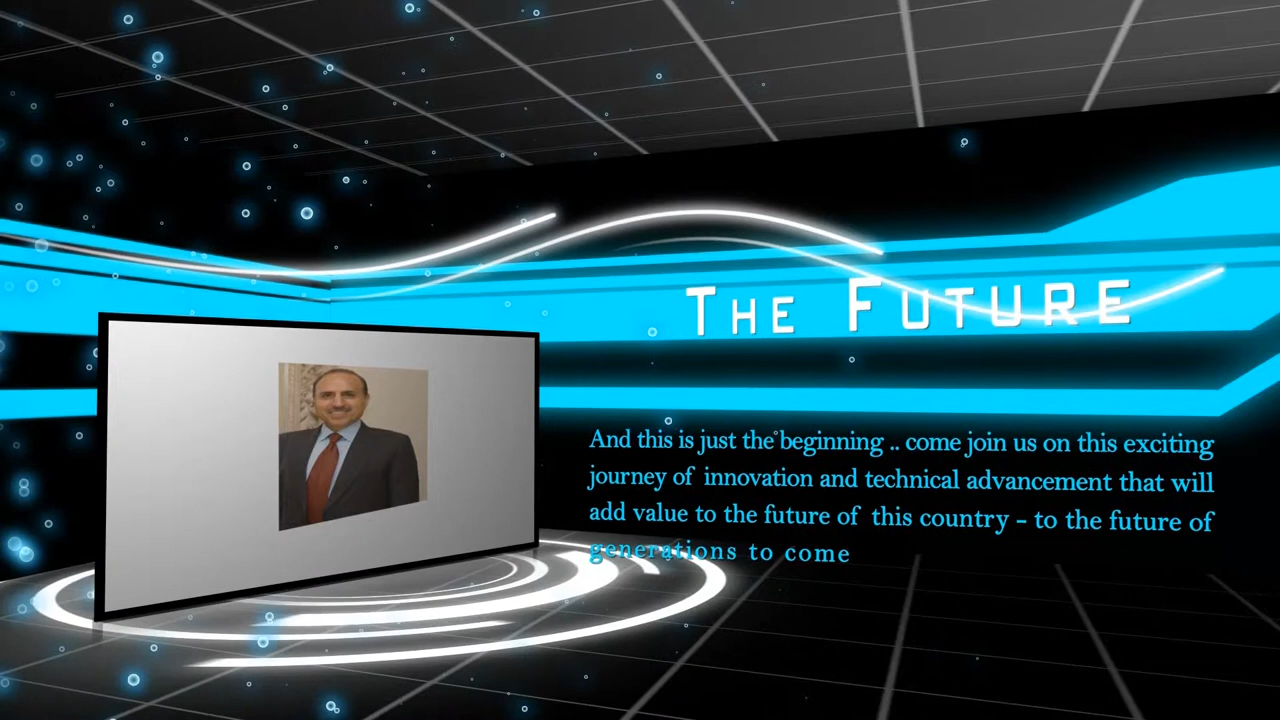 The Future
And this is just the beginning .. come join us on this exciting
journey of innovation and technical advancement that will
add value to the future of this country - to the future of
generations to come